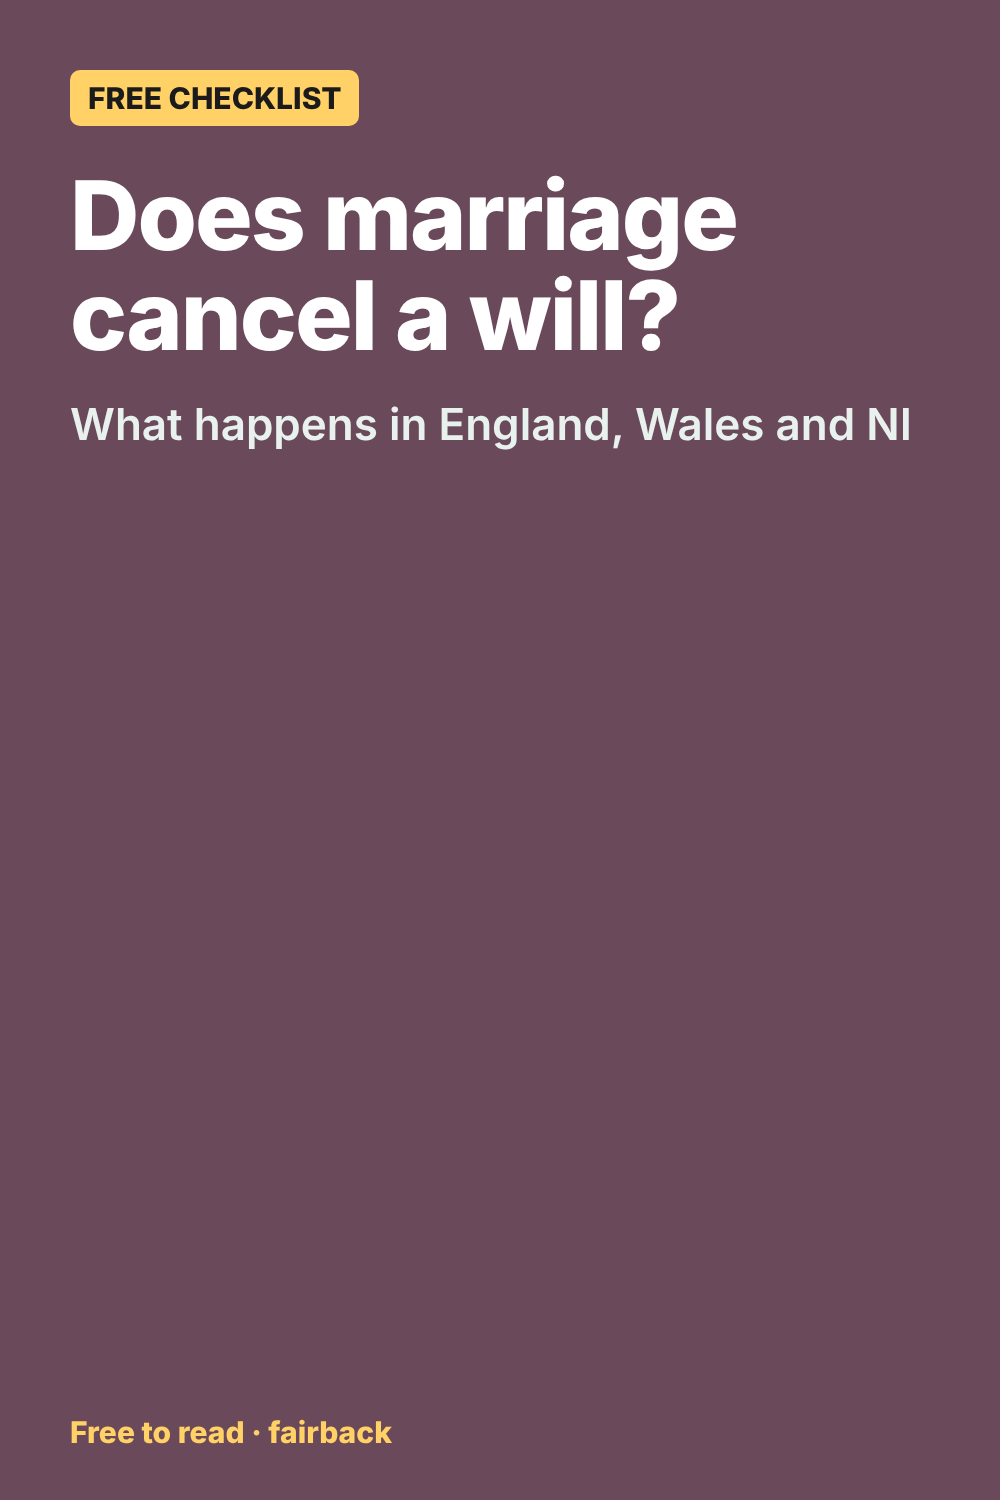 FREE CHECKLIST
Does marriage
cancel a will?
What happens in England, Wales and NI
Free to read · fairback